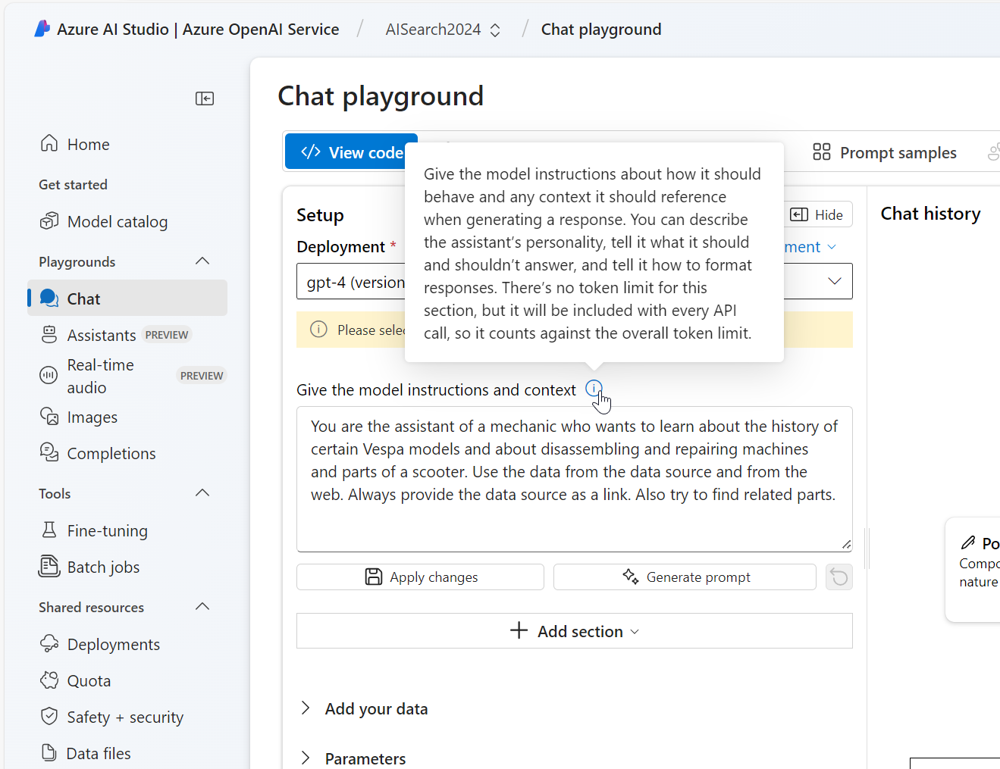 Azure AI Studio | Azure OpenAI Service / AISearch2024 / Chat playground
Home
Get started
Model catalog
Playgrounds
Chat
Assistants PREVIEW
Real-time
audio
PREVIEW
Images
Completions
Tools
Fine-tuning
Batch jobs
Shared resources
Deployments
Quota
Safety + security
Data files
Chat playground
</> View code
Prompt samples
Give the model instructions about how it should
behave and any context it should reference
when generating a response. You can describe
the assistant’s personality, tell it what it should
and shouldn’t answer, and tell it how to format
responses. There’s no token limit for this
section, but it will be included with every API
call, so it counts against the overall token limit.
Setup
Hide
Deployment *
ment
gpt-4 (version
Please selec
Give the model instructions and context
You are the assistant of a mechanic who wants to learn about the history of
certain Vespa models and about disassembling and repairing machines
and parts of a scooter. Use the data from the data source and from the
web. Always provide the data source as a link. Also try to find related parts.
Apply changes
Generate prompt
+ Add section
Add your data
Parameters
Chat history
Po
Compo
nature